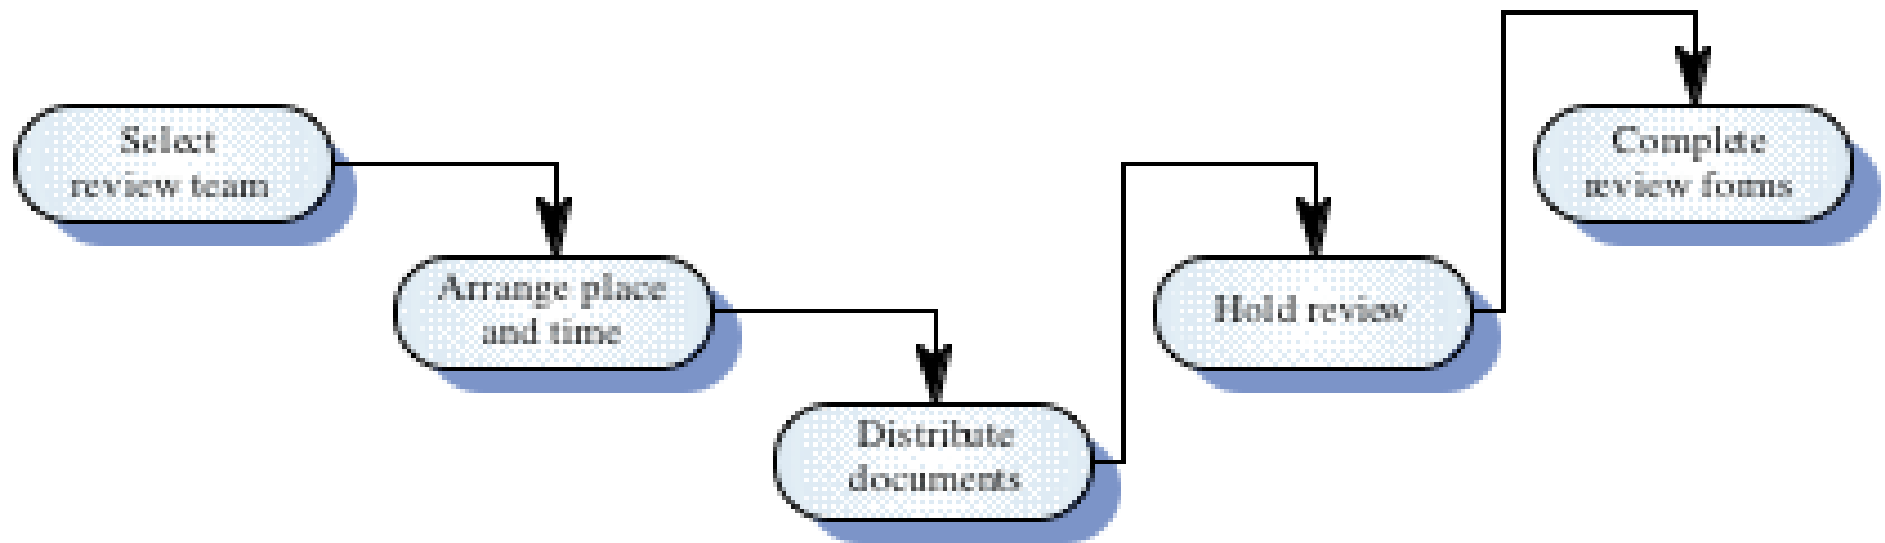 Select
review team
Arrange place
and time
Distribute
documents
Hold review
Complete
review forms